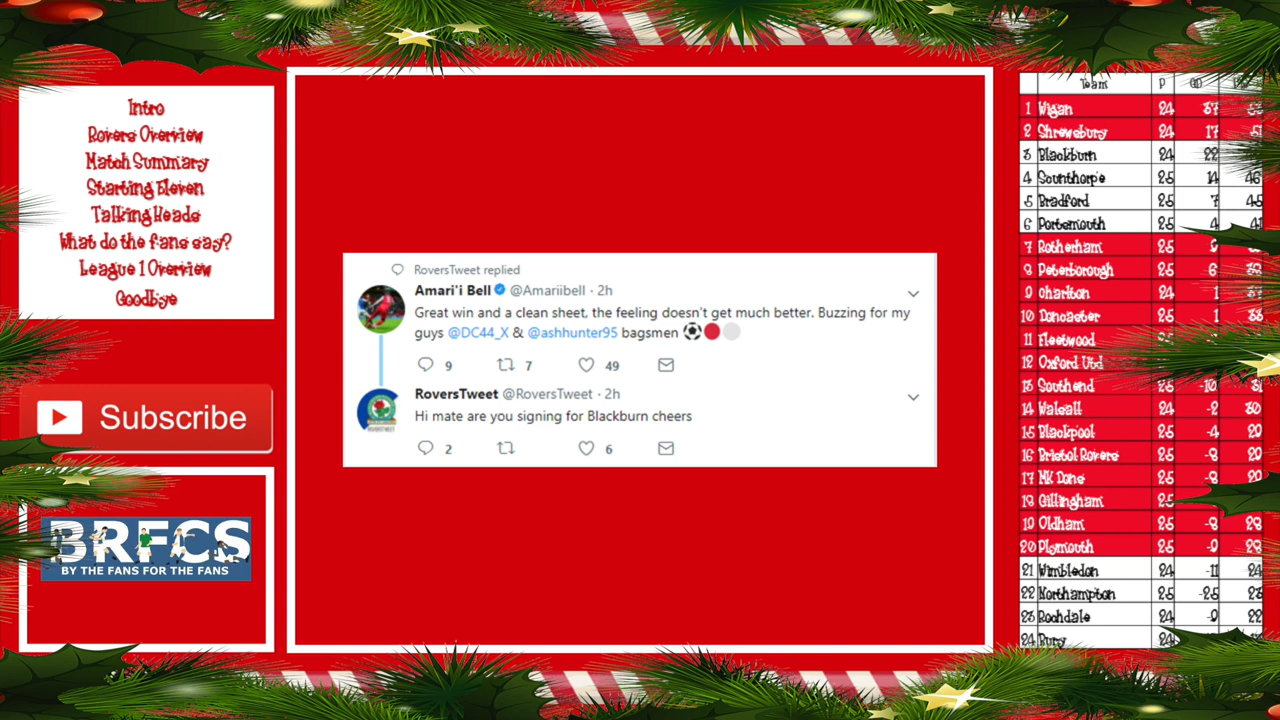 Intro
Rovers Overview
Match Summary
Starting Eleven
Talking Heads
What do the fans say?
League 1 Overview
Goodbye
Subscribe
BRFCS
BY THE FANS FOR THE FANS
RoversTweet replied
Amari'i Bell @Amariibell · 2h
Great win and a clean sheet, the feeling doesn't get much better. Buzzing for my
guys @DC44_X & @ashhunter95 bagsmen
9 7 49
RoversTweet @RoversTweet · 2h
Hi mate are you signing for Blackburn cheers
2 6
Team P GD
1 Wigan 24 37
2 Shrewsbury 24 17
3 Blackburn 24 22
4 Scunthorpe 25 14 46
5 Bradford 25 7 45
6 Portsmouth 25 4 41
7 Rotherham 25
8 Peterborough 25 6
9 Charlton 24 1
10 Doncaster 25 1
11 Fleetwood 25
12 Oxford Utd 25
13 Southend 25 -10 31
14 Walsall 24 -2 30
15 Blackpool 25 -4 29
16 Bristol Rovers 25 -8 29
17 MK Dons 25 -8 29
18 Gillingham 25
19 Oldham 25 -8 28
20 Plymouth 25 -9 28
21 Wimbledon 24 -11 24
22 Northampton 25 -25 23
23 Rochdale 24 -9 22
24 Bury 24